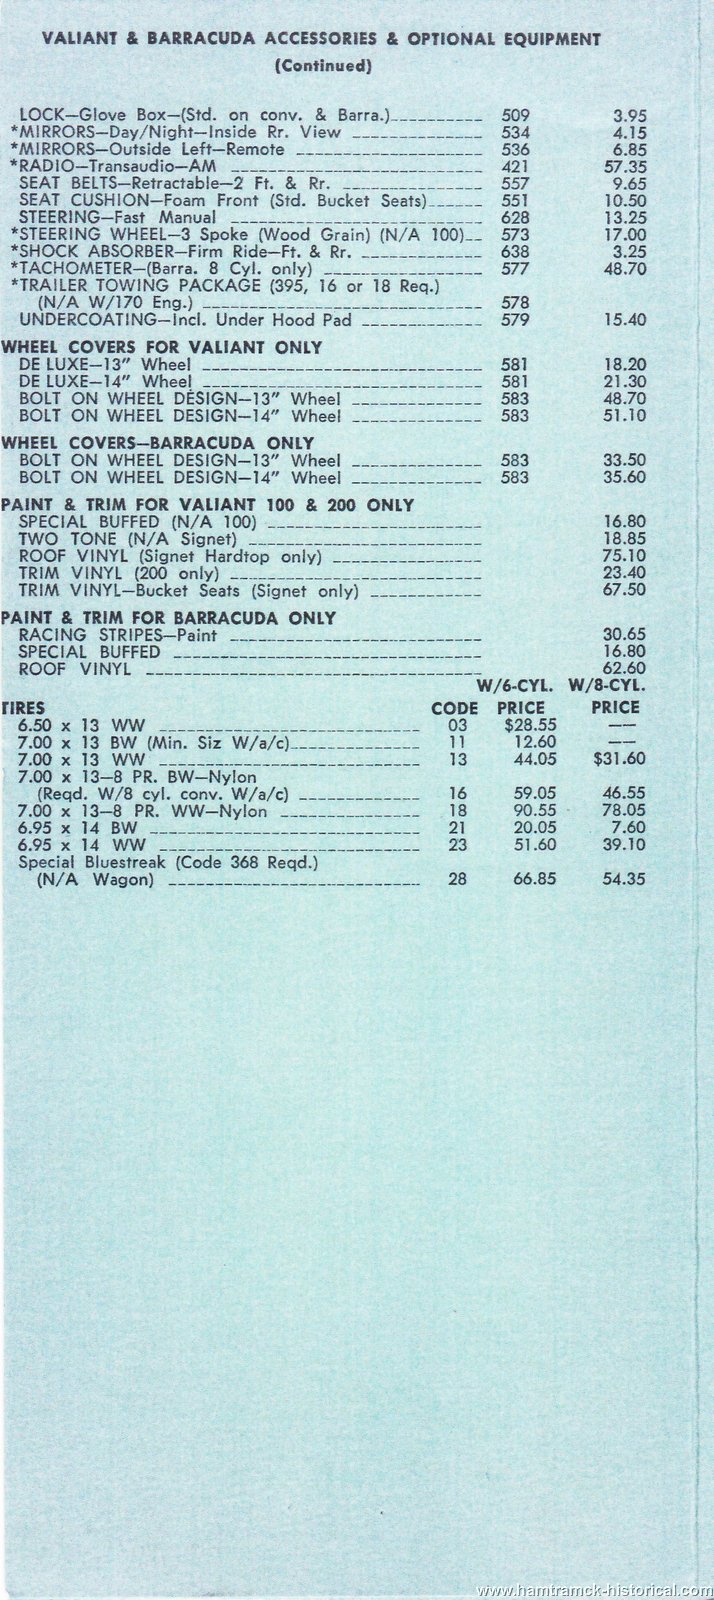 VALIANT & BARRACUDA ACCESSORIES & OPTIONAL EQUIPMENT
(Continued)
LOCK—Glove Box—(Std. on conv. & Barra.) 509 3.95
*MIRRORS—Day/Night—Inside Rr. View 534 4.15
*MIRRORS—Outside Left—Remote 536 6.85
*RADIO—Transaudio—AM 421 57.35
SEAT BELTS—Retractable—2 Ft. & Rr. 557 9.65
SEAT CUSHION—Foam Front (Std. Bucket Seats) 551 10.50
STEERING—Fast Manual 628 13.25
*STEERING WHEEL—3 Spoke (Wood Grain) (N/A 100) 573 17.00
*SHOCK ABSORBER—Firm Ride—Ft. & Rr. 638 3.25
*TACHOMETER—(Barra. 8 Cyl. only) 577 48.70
*TRAILER TOWING PACKAGE (395, 16 or 18 Req.)
(N/A W/170 Eng.) 578
UNDERCOATING—Incl. Under Hood Pad 579 15.40
WHEEL COVERS FOR VALIANT ONLY
DE LUXE—13" Wheel 581 18.20
DE LUXE—14" Wheel 581 21.30
BOLT ON WHEEL DESIGN—13" Wheel 583 48.70
BOLT ON WHEEL DESIGN—14" Wheel 583 51.10
WHEEL COVERS—BARRACUDA ONLY
BOLT ON WHEEL DESIGN—13" Wheel 583 33.50
BOLT ON WHEEL DESIGN—14" Wheel 583 35.60
PAINT & TRIM FOR VALIANT 100 & 200 ONLY
SPECIAL BUFFED (N/A 100) 16.80
TWO TONE (N/A Signet) 18.85
ROOF VINYL (Signet Hardtop only) 75.10
TRIM VINYL (200 only) 23.40
TRIM VINYL—Bucket Seats (Signet only) 67.50
PAINT & TRIM FOR BARRACUDA ONLY
RACING STRIPES—Paint 30.65
SPECIAL BUFFED 16.80
ROOF VINYL 62.60
W/6-CYL. W/8-CYL.
TIRES CODE PRICE PRICE
6.50 x 13 WW 03 $28.55 ——
7.00 x 13 BW (Min. Siz W/a/c) 11 12.60 ——
7.00 x 13 WW 13 44.05 $31.60
7.00 x 13—8 PR. BW—Nylon
(Reqd. W/8 cyl. conv. W/a/c) 16 59.05 46.55
7.00 x 13—8 PR. WW—Nylon 18 90.55 78.05
6.95 x 14 BW 21 20.05 7.60
6.95 x 14 WW 23 51.60 39.10
Special Bluestreak (Code 368 Reqd.)
(N/A Wagon) 28 66.85 54.35
www.hamtramck-historical.com